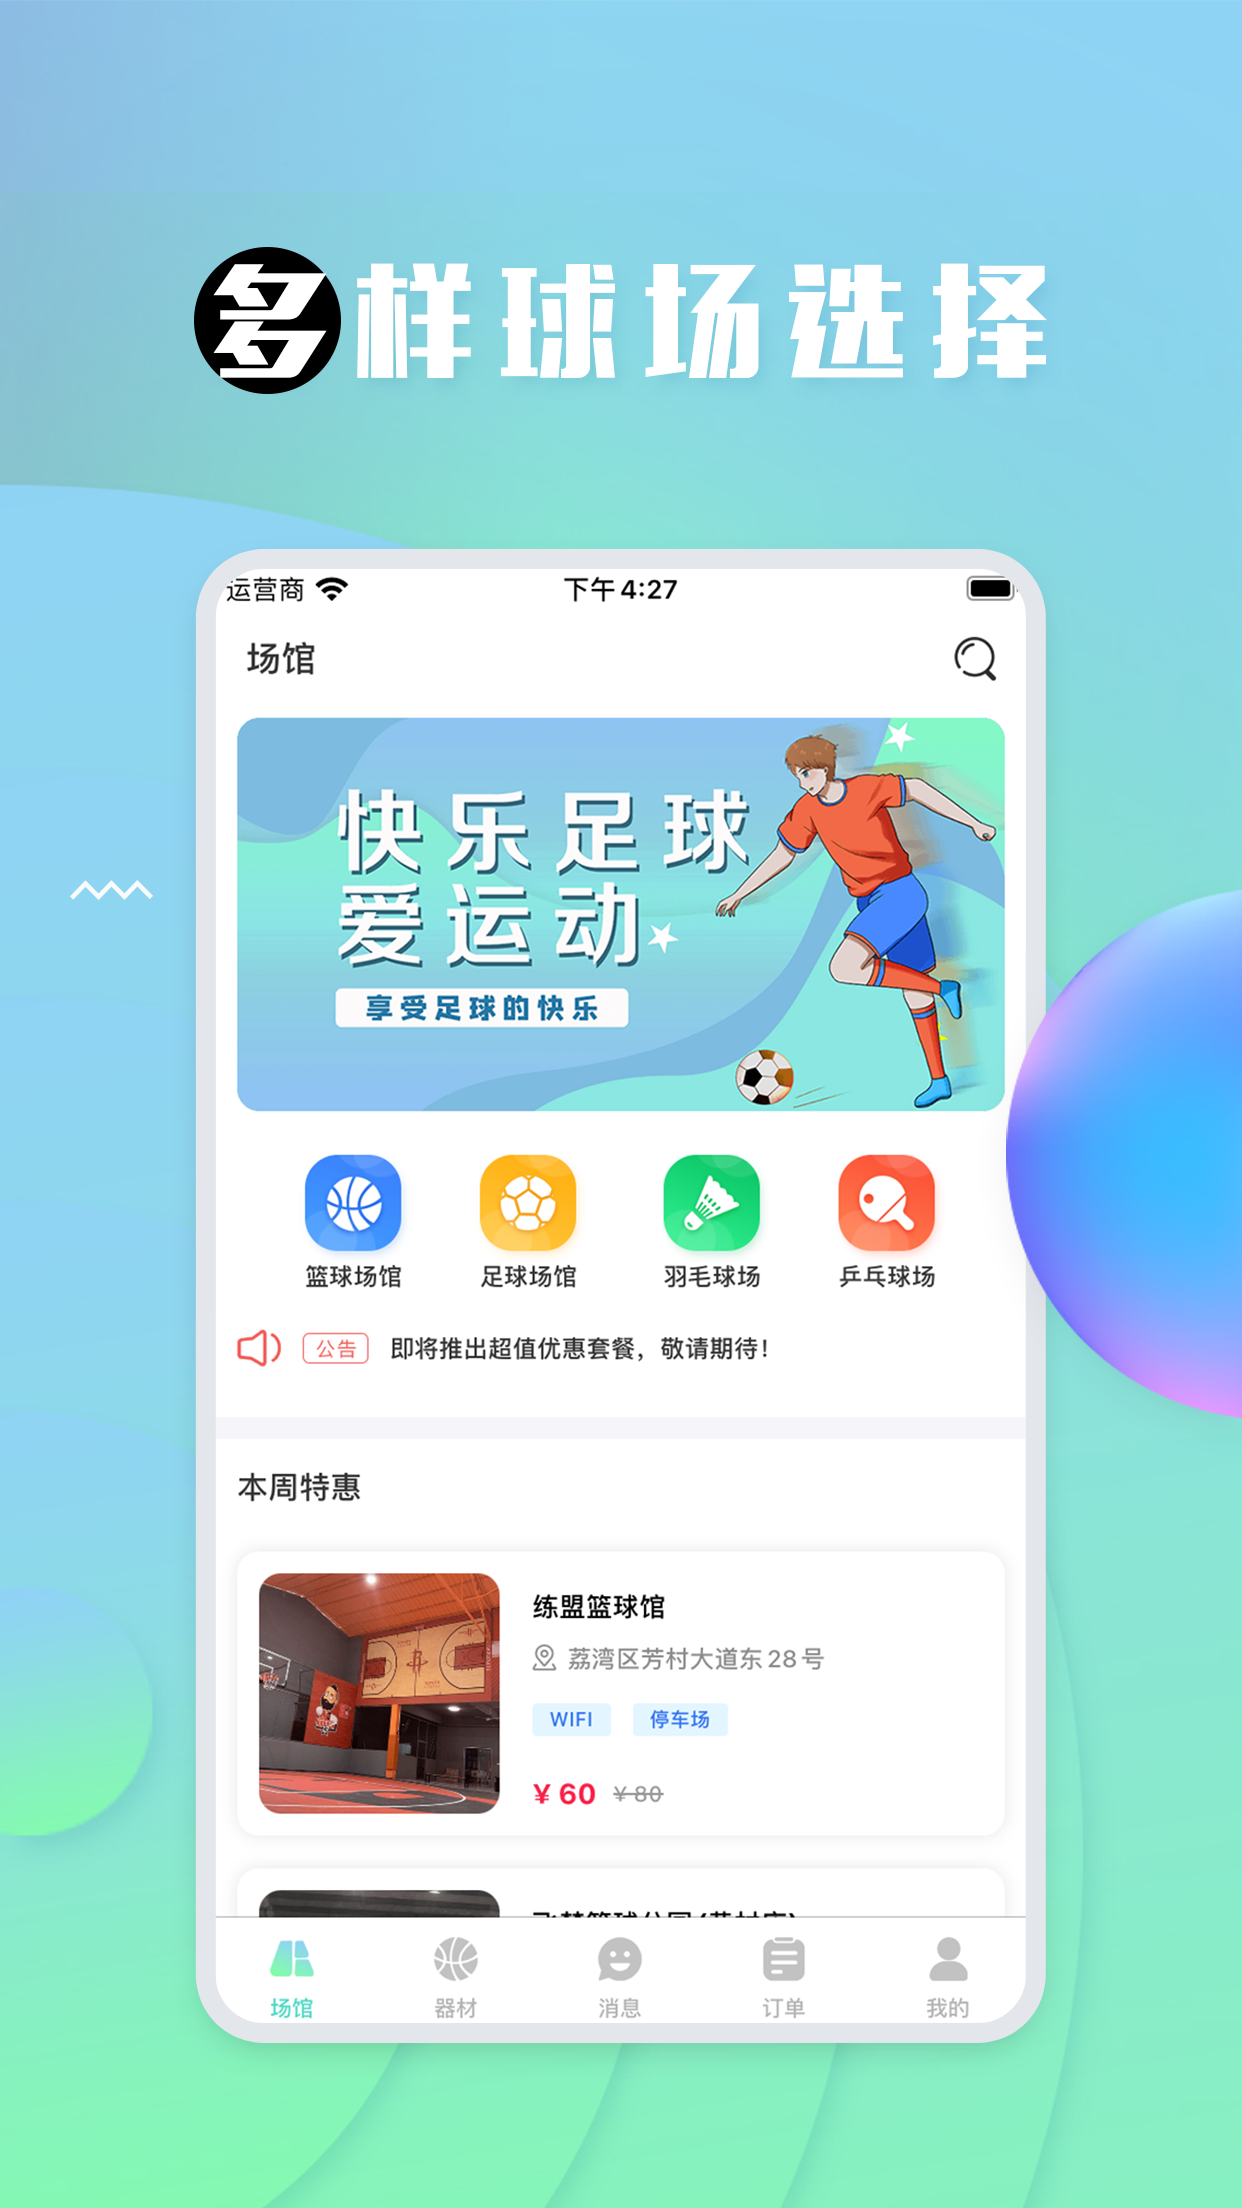 多样球场选择
运营商 下午4:27
场馆
快乐足球
爱运动
享受足球的快乐
篮球场馆 足球场馆 羽毛球场 乒乓球场
公告 即将推出超值优惠套餐，敬请期待！
本周特惠
练盟篮球馆
荔湾区芳村大道东28号
WIFI 停车场
¥ 60 ¥ 80
场馆 器材 消息 订单 我的